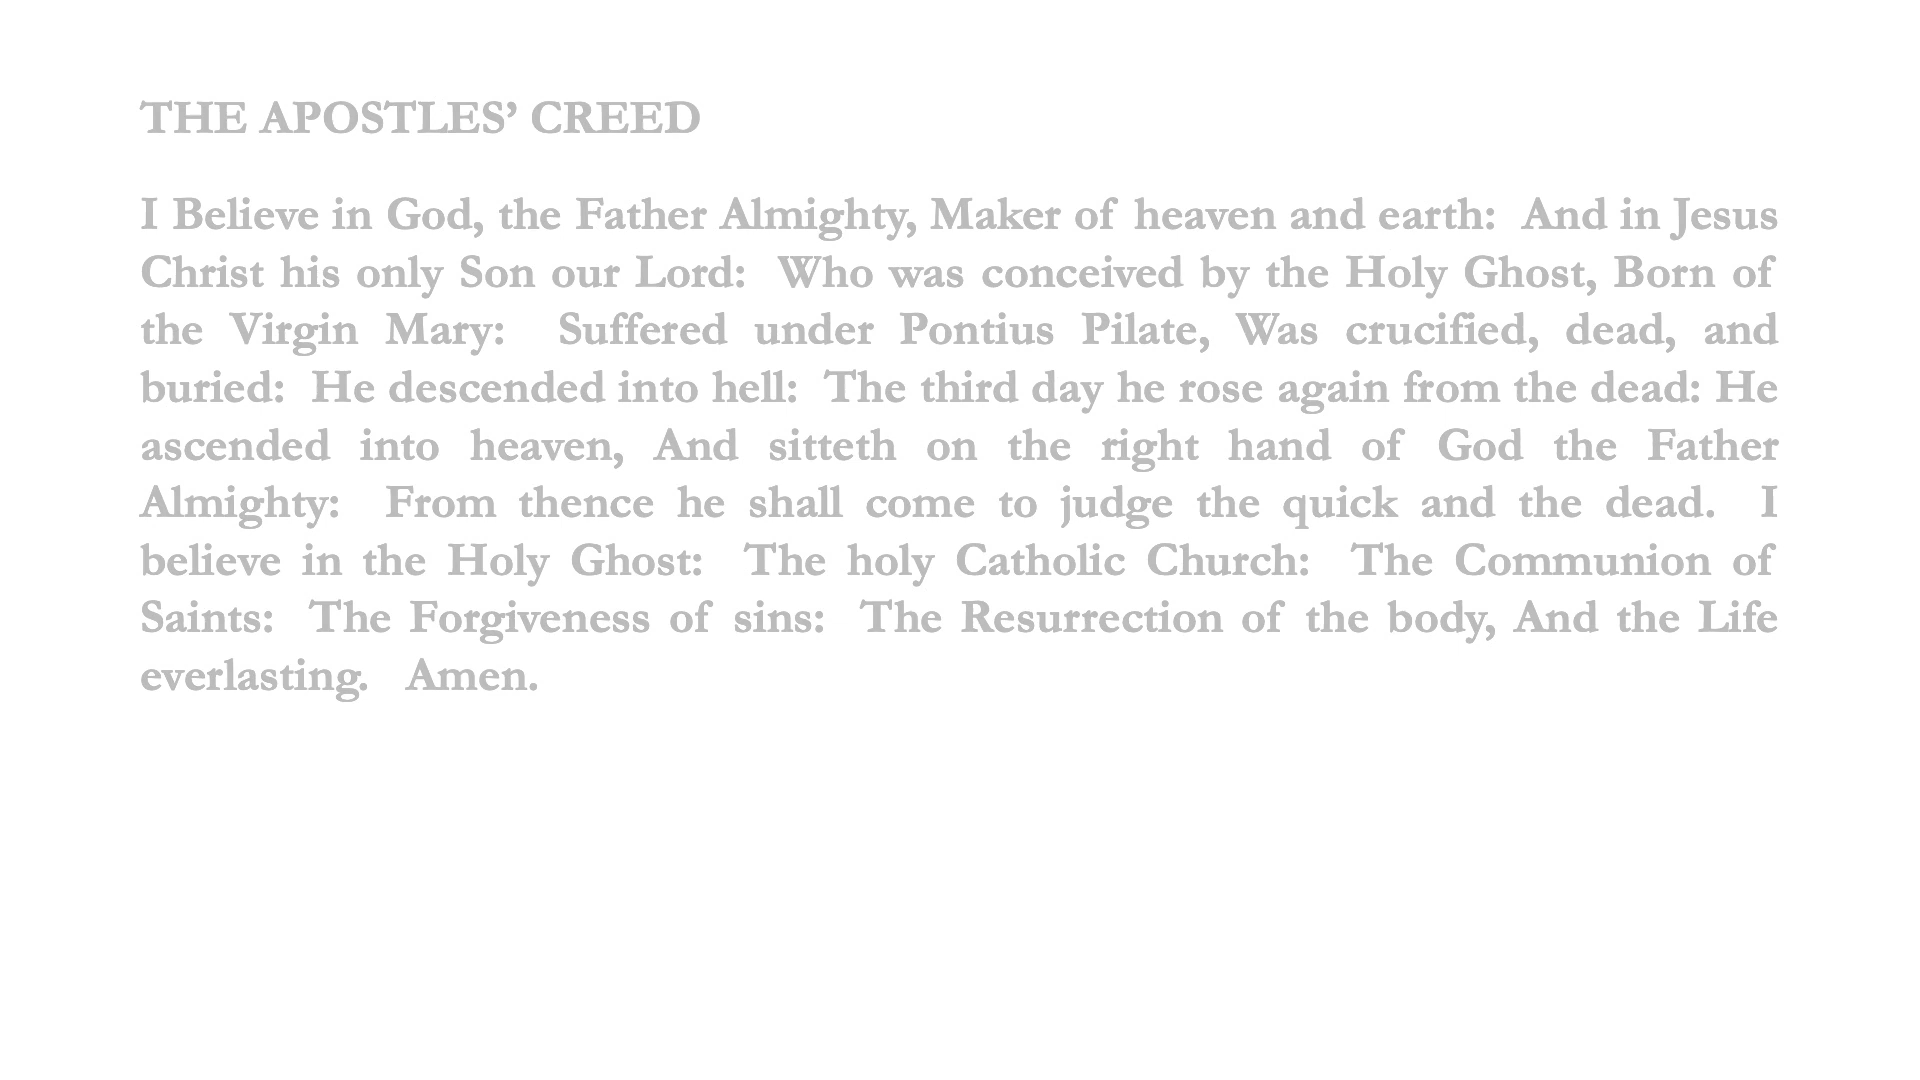 THE APOSTLES’ CREED
I Believe in God, the Father Almighty, Maker of heaven and earth:  And in Jesus
Christ his only Son our Lord:  Who was conceived by the Holy Ghost, Born of
the Virgin Mary:  Suffered under Pontius Pilate, Was crucified, dead, and
buried:  He descended into hell:  The third day he rose again from the dead: He
ascended into heaven, And sitteth on the right hand of God the Father
Almighty:  From thence he shall come to judge the quick and the dead.  I
believe in the Holy Ghost:  The holy Catholic Church:  The Communion of
Saints:  The Forgiveness of sins:  The Resurrection of the body, And the Life
everlasting.   Amen.